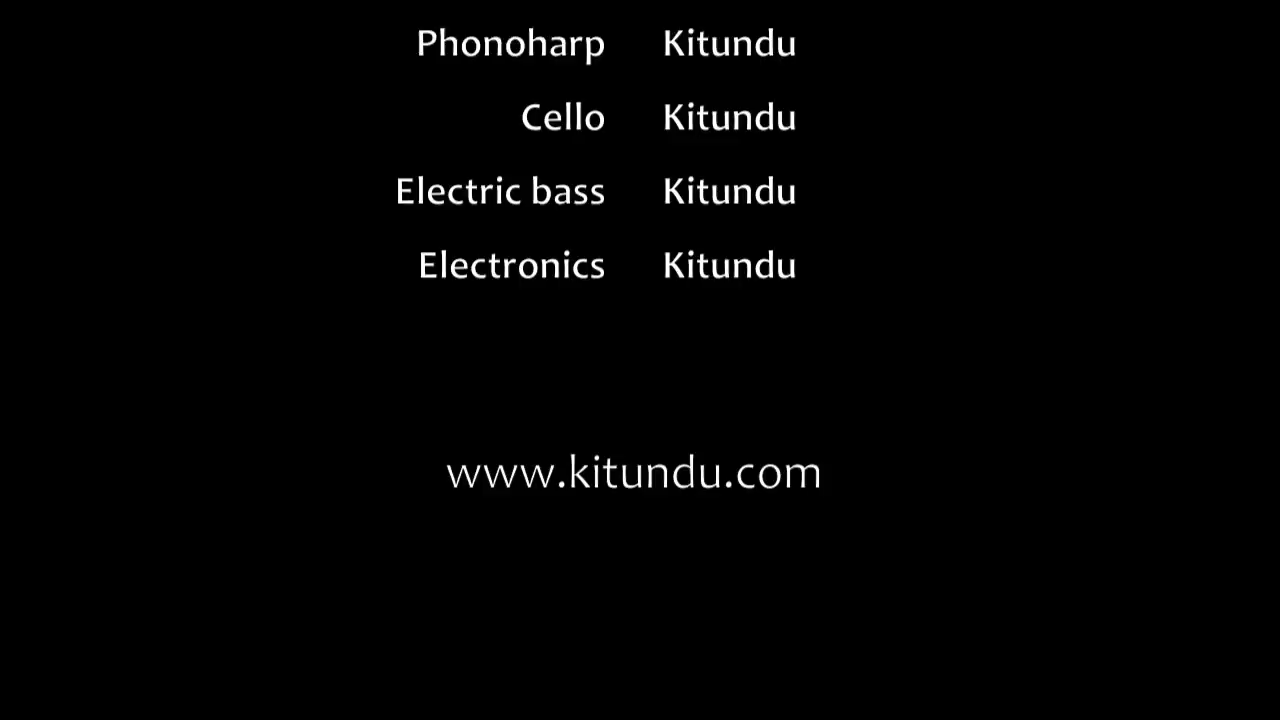 Phonoharp Kitundu
Cello Kitundu
Electric bass Kitundu
Electronics Kitundu
www.kitundu.com